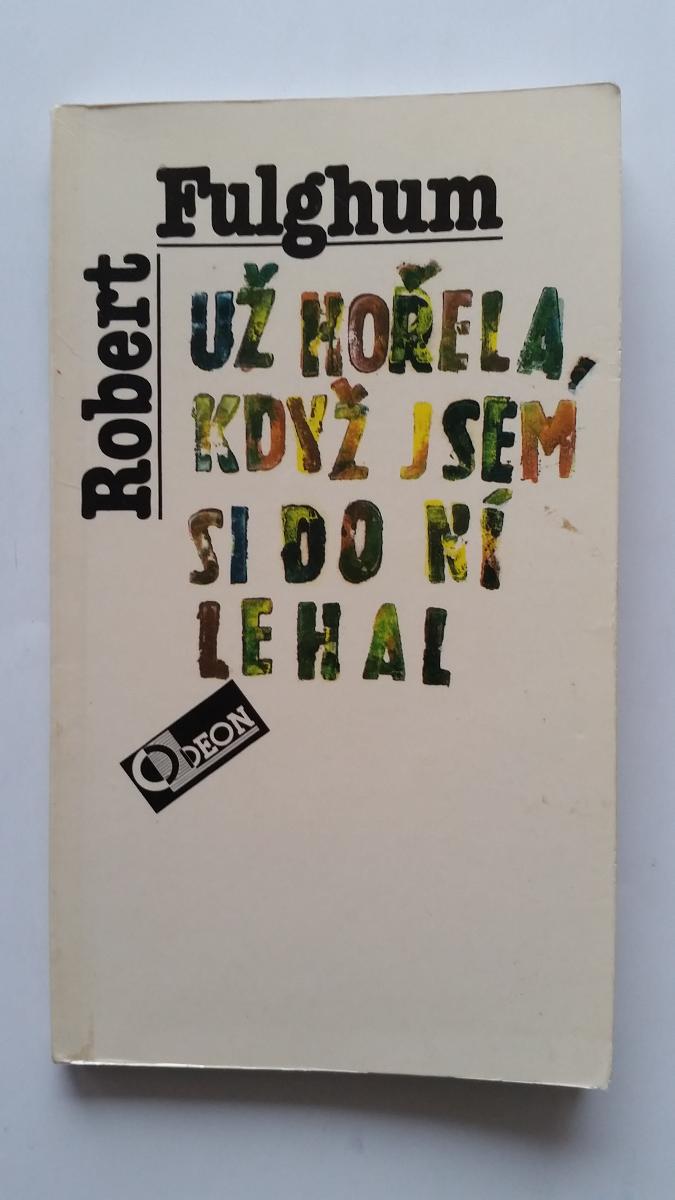 Robert
Fulghum
UŽ HOŘELA,
KDYŽ JSEM
SI DO NÍ
LEHAL
ODEON